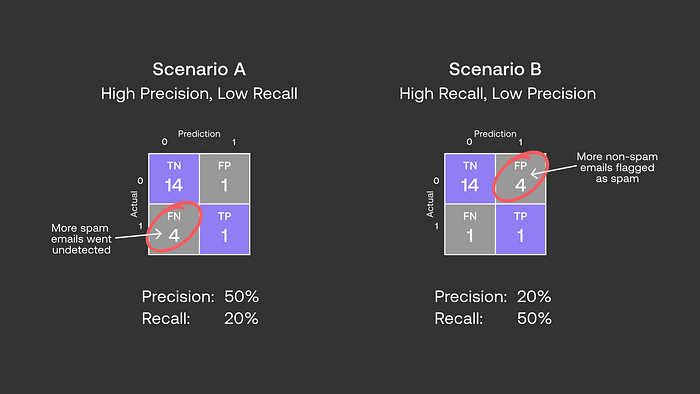 Scenario A
High Precision, Low Recall
Prediction
0 1
Actual
0
1
TN FP
14 1
FN TP
4 1
More spam
emails went
undetected
Precision: 50%
Recall: 20%
Scenario B
High Recall, Low Precision
Prediction
0 1
Actual
0
1
TN FP
14 4
FN TP
1 1
More non-spam
emails flagged
as spam
Precision: 20%
Recall: 50%